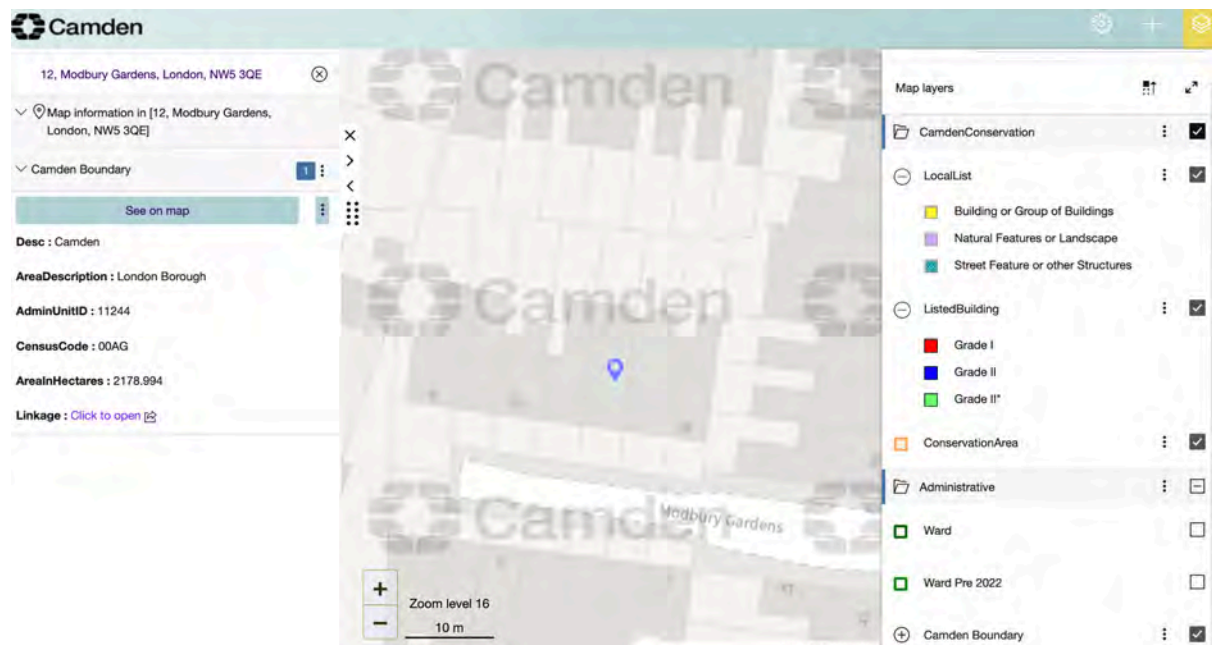 Camden
12, Modbury Gardens, London, NW5 3QE
Map information in [12, Modbury Gardens,
London, NW5 3QE]
Camden Boundary
1
See on map
Desc : Camden
AreaDescription : London Borough
AdminUnitID : 11244
CensusCode : 00AG
AreaInHectares : 2178.994
Linkage : Click to open
Camden
Camden
Camden
Modbury Gardens
Zoom level 16
10 m
Map layers
CamdenConservation
LocalList
Building or Group of Buildings
Natural Features or Landscape
Street Feature or other Structures
ListedBuilding
Grade I
Grade II
Grade II*
ConservationArea
Administrative
Ward
Ward Pre 2022
Camden Boundary